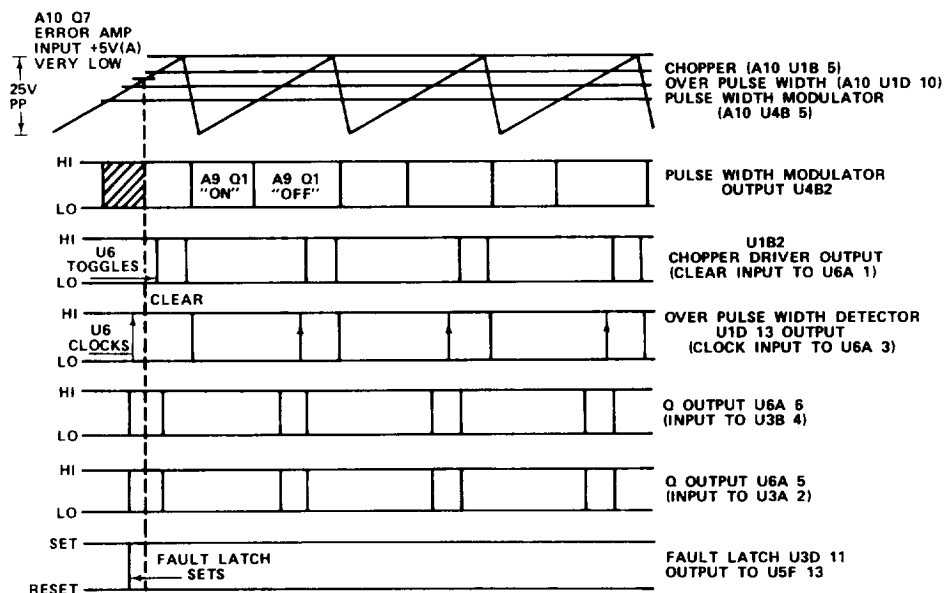 A10 Q7
ERROR AMP
INPUT +5V(A)
VERY LOW
25V
PP
CHOPPER (A10 U1B 5)
OVER PULSE WIDTH (A10 U1D 10)
PULSE WIDTH MODULATOR
(A10 U4B 5)
HI
LO
A9 Q1
"ON"
A9 Q1
"OFF"
PULSE WIDTH MODULATOR
OUTPUT U4B2
HI
U6
TOGGLES
LO
U1B2
CHOPPER DRIVER OUTPUT
(CLEAR INPUT TO U6A 1)
CLEAR
HI
U6
CLOCKS
LO
OVER PULSE WIDTH DETECTOR
U1D 13 OUTPUT
(CLOCK INPUT TO U6A 3)
HI
LO
Q OUTPUT U6A 6
(INPUT TO U3B 4)
HI
LO
Q OUTPUT U6A 5
(INPUT TO U3A 2)
SET
FAULT LATCH
SETS
RESET
FAULT LATCH U3D 11
OUTPUT TO U5F 13